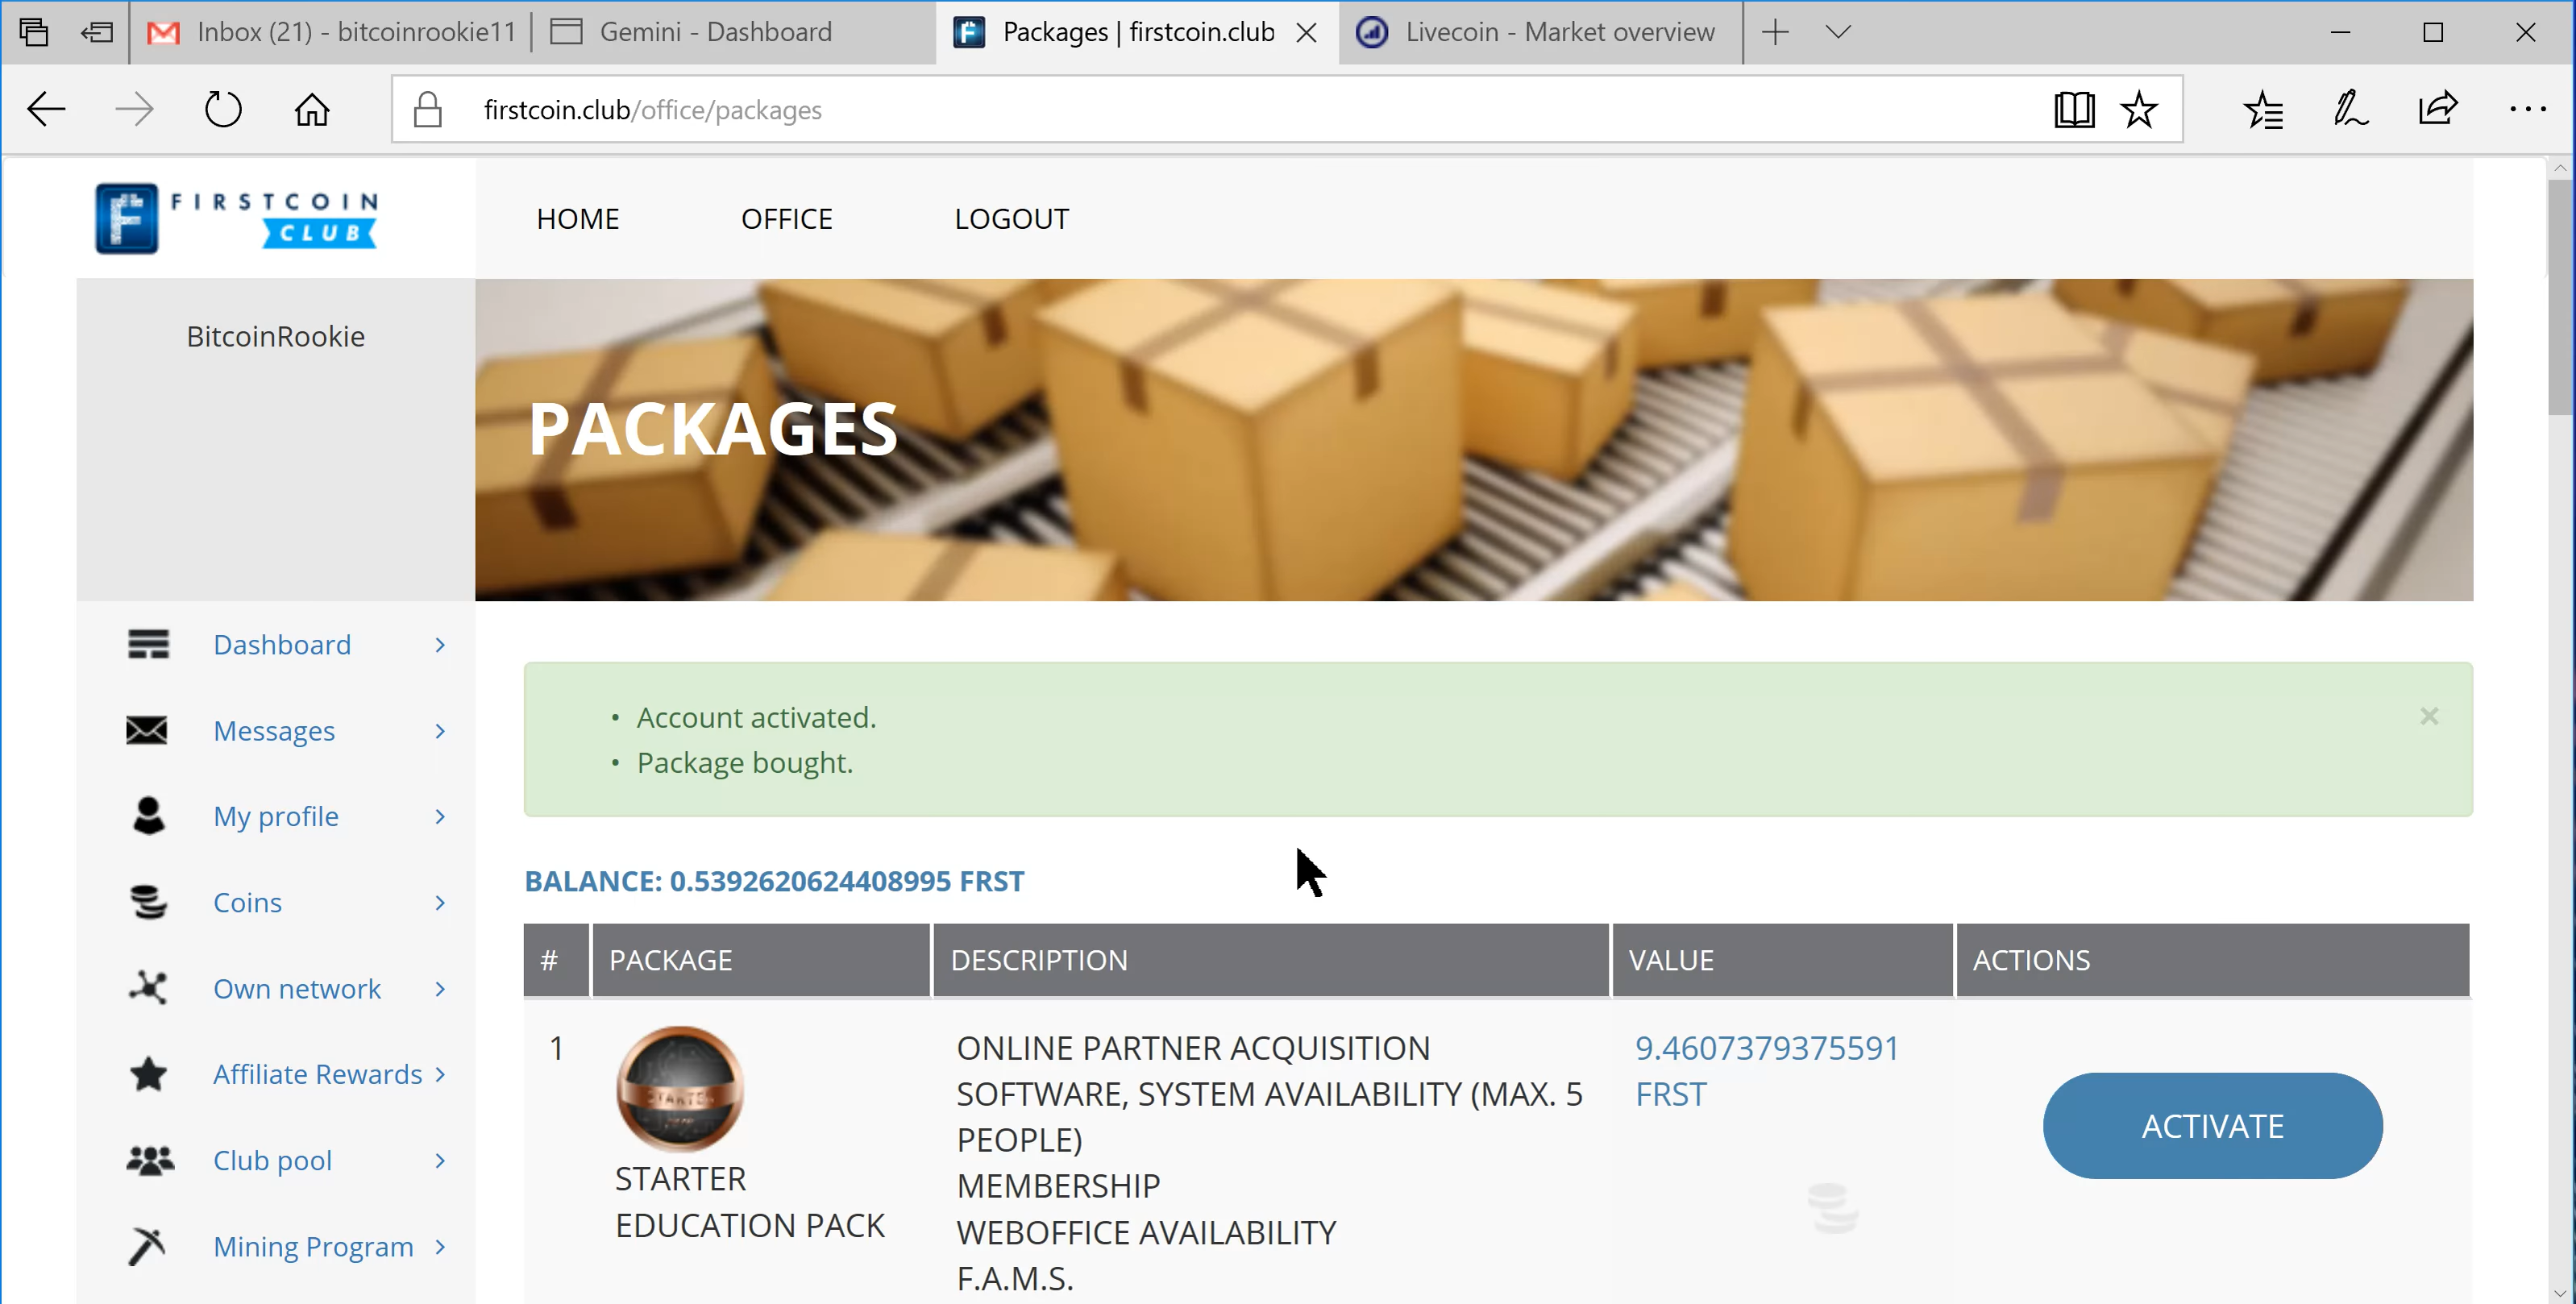 Inbox (21) - bitcoinrookie11
Gemini - Dashboard
Packages | firstcoin.club
Livecoin - Market overview
firstcoin.club/office/packages
FIRSTCOIN
CLUB
HOME
OFFICE
LOGOUT
BitcoinRookie
PACKAGES
Dashboard
Messages
My profile
Coins
Own network
Affiliate Rewards
Club pool
Mining Program
• Account activated.
• Package bought.
BALANCE: 0.5392620624408995 FRST
# PACKAGE DESCRIPTION VALUE ACTIONS
1
STARTER
STARTER
EDUCATION PACK
ONLINE PARTNER ACQUISITION
SOFTWARE, SYSTEM AVAILABILITY (MAX. 5
PEOPLE)
MEMBERSHIP
WEBOFFICE AVAILABILITY
F.A.M.S.
9.4607379375591
FRST
ACTIVATE